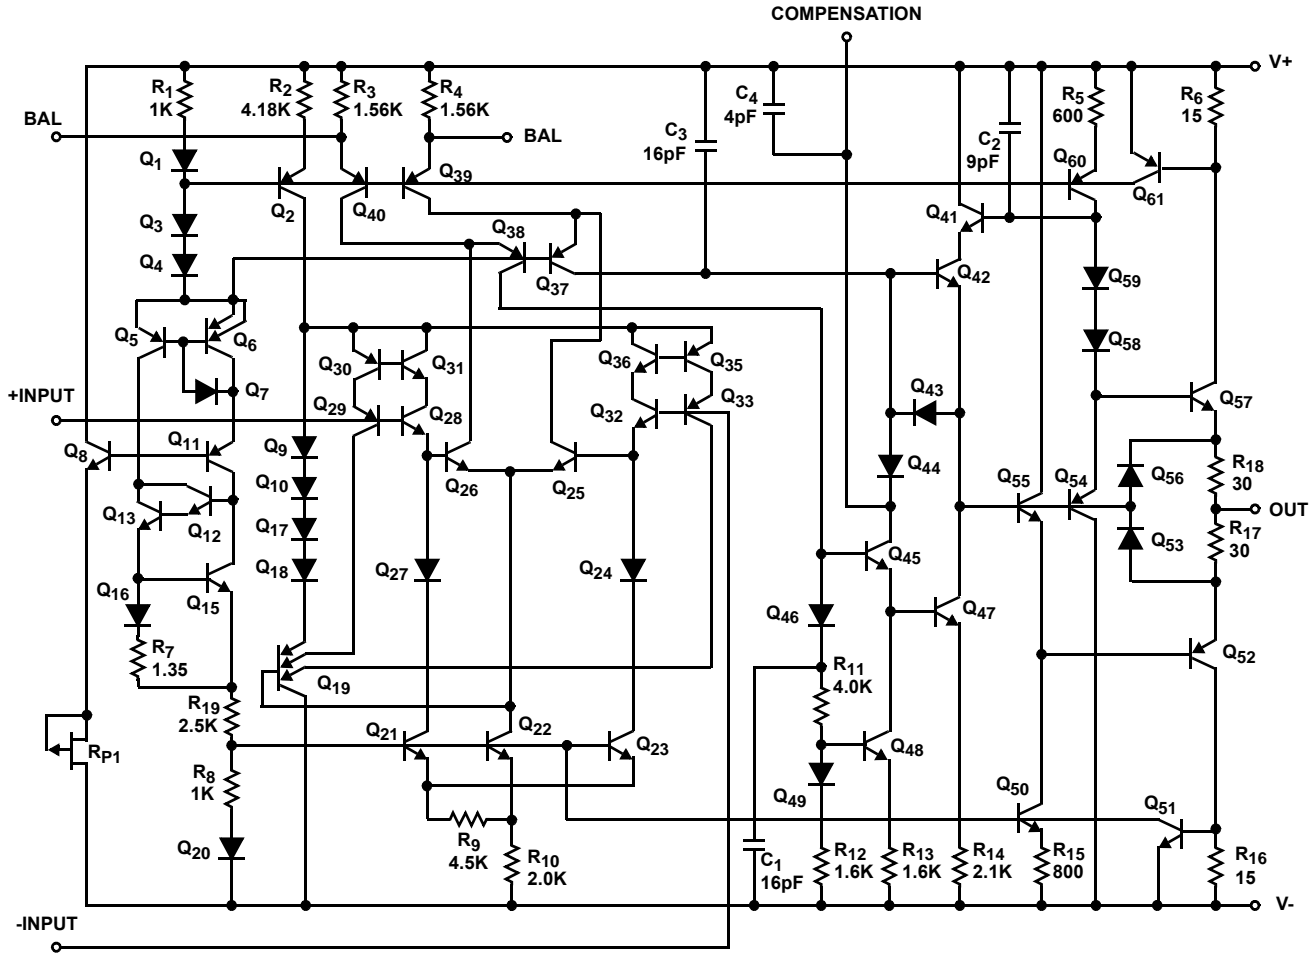 COMPENSATION
V+
R1
1K
R2
4.18K
R3
1.56K
R4
1.56K
C4
4pF
C3
16pF
C2
9pF
R5
600
R6
15
BAL
BAL
Q1
Q39
Q60
Q61
Q2
Q40
Q41
Q3
Q38
Q4
Q37
Q42
Q59
Q5
Q6
Q58
Q30
Q31
Q36
Q35
Q7
Q43
Q57
+INPUT
Q29
Q28
Q32
Q33
Q8
Q11
Q9
Q44
Q10
Q26
Q25
Q55
Q54
Q56
R18
30
Q13
Q12
Q17
OUT
Q53
R17
30
Q16
Q15
Q18
Q27
Q24
Q45
Q46
Q47
R7
1.35
Q19
R11
4.0K
Q52
R19
2.5K
Q21
Q22
Q23
Q48
RP1
R8
1K
Q49
Q50
Q51
Q20
R9
4.5K
R10
2.0K
C1
16pF
R12
1.6K
R13
1.6K
R14
2.1K
R15
800
R16
15
V-
-INPUT